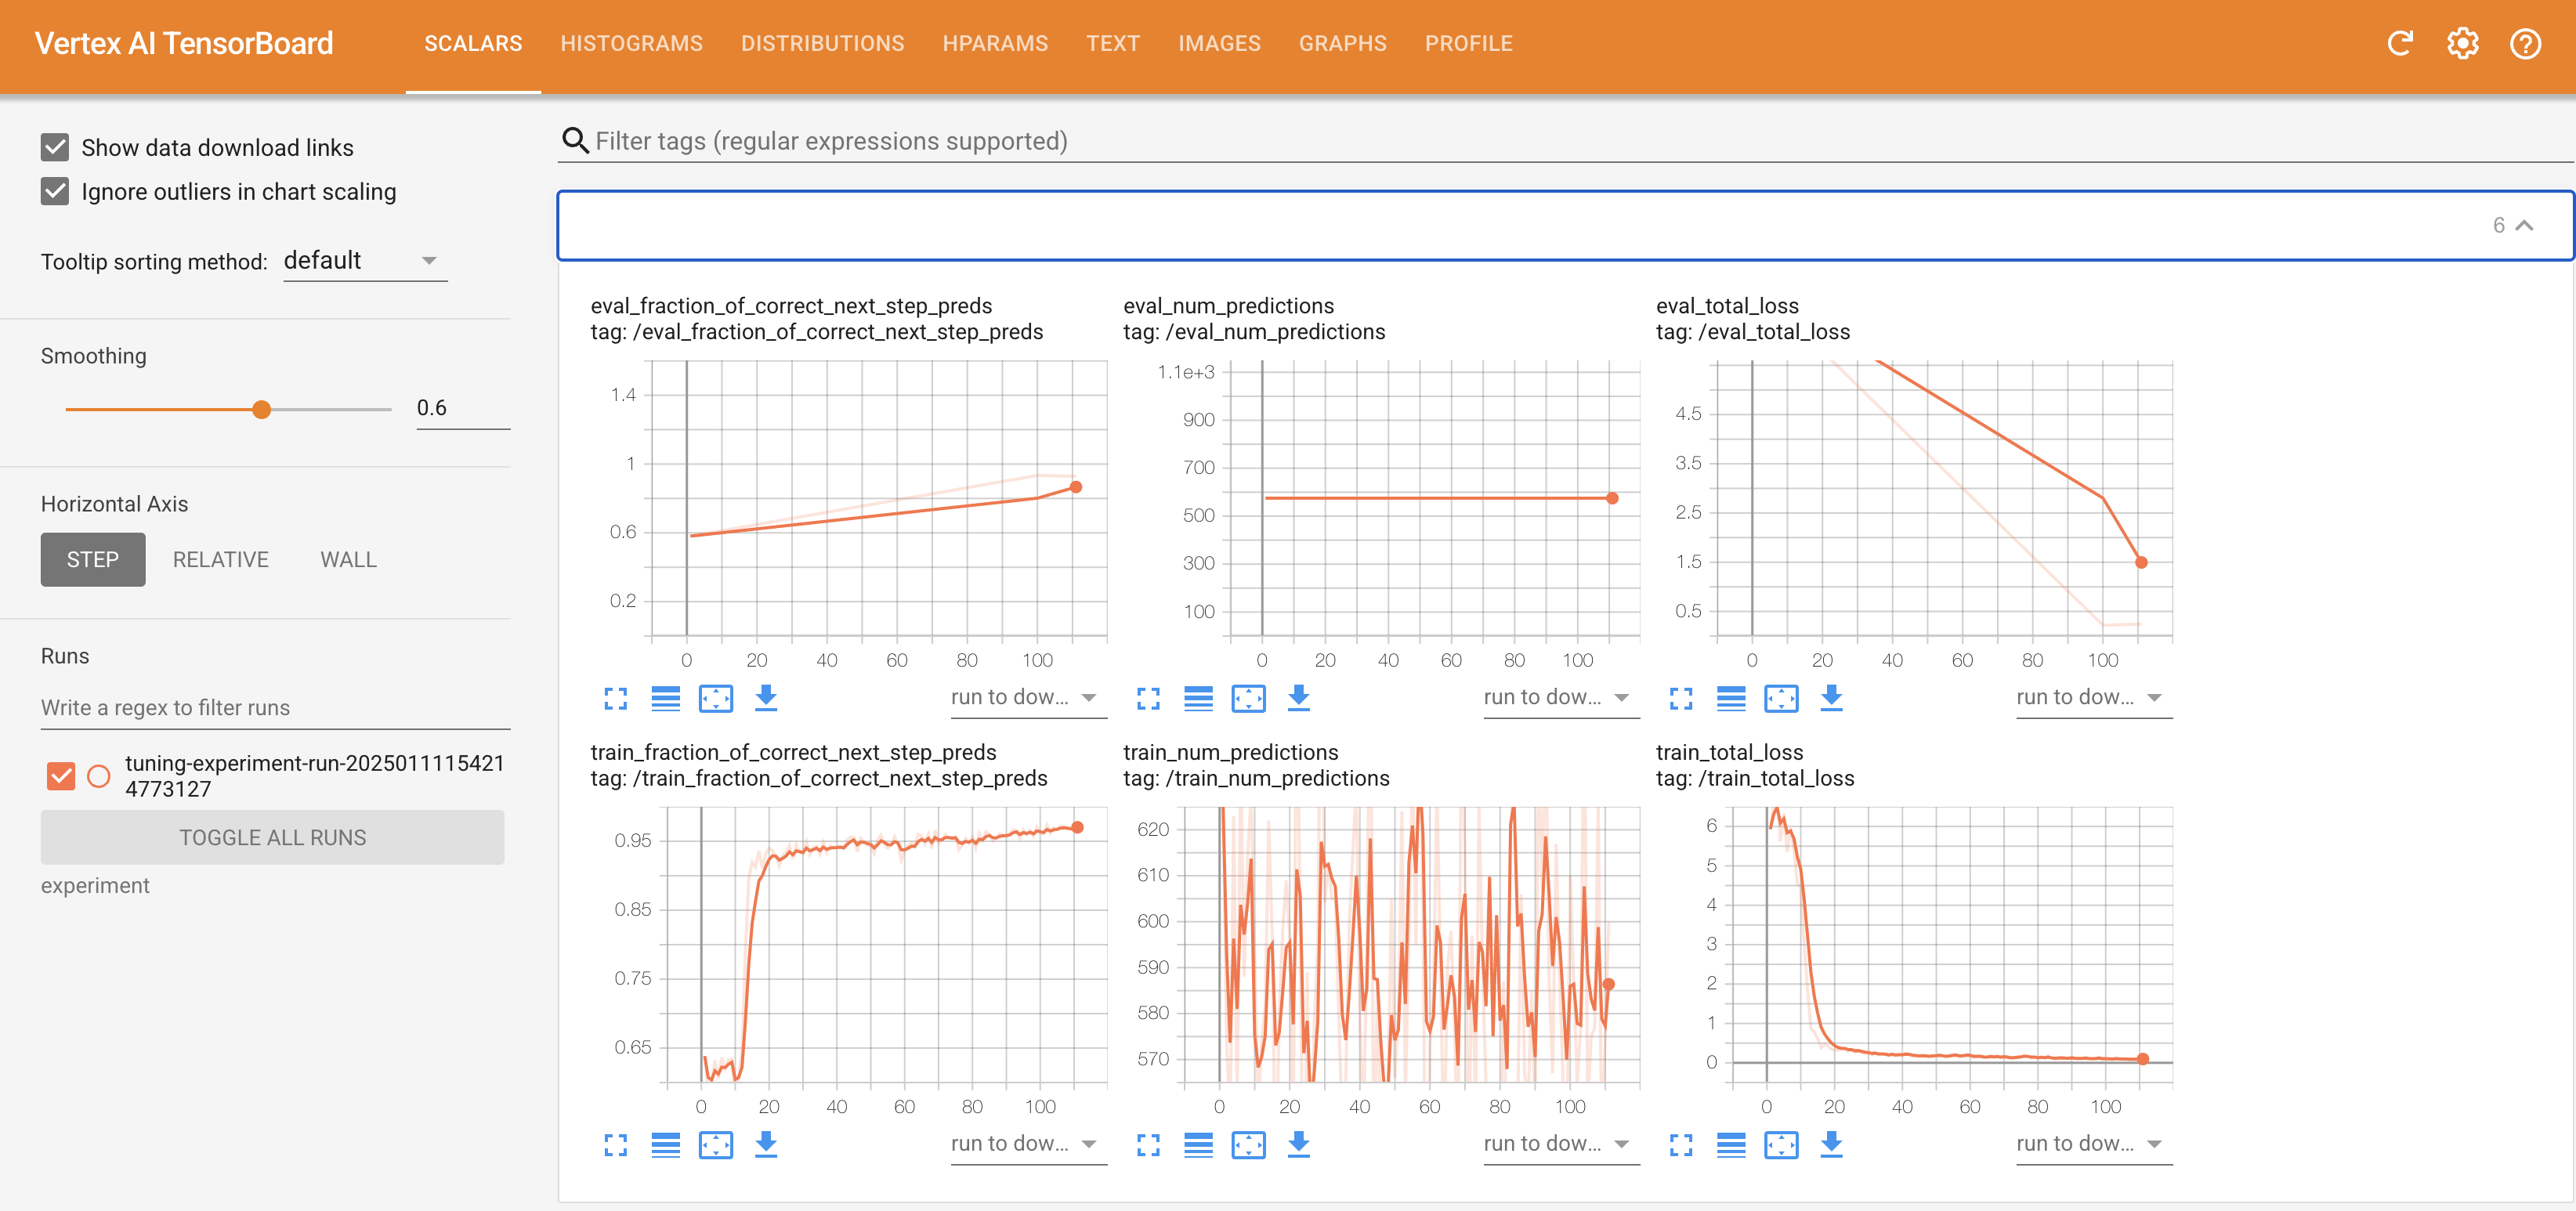 Vertex AI TensorBoard
SCALARS HISTOGRAMS DISTRIBUTIONS HPARAMS TEXT IMAGES GRAPHS PROFILE
Show data download links
Ignore outliers in chart scaling
Tooltip sorting method: default
Smoothing
0.6
Horizontal Axis
STEP RELATIVE WALL
Runs
Write a regex to filter runs
tuning-experiment-run-2025011115421
4773127
TOGGLE ALL RUNS
experiment
Filter tags (regular expressions supported)
6
eval_fraction_of_correct_next_step_preds
tag: /eval_fraction_of_correct_next_step_preds
1.4
1
0.6
0.2
0 20 40 60 80 100
run to dow...
eval_num_predictions
tag: /eval_num_predictions
1.1e+3
900
700
500
300
100
0 20 40 60 80 100
run to dow...
eval_total_loss
tag: /eval_total_loss
4.5
3.5
2.5
1.5
0.5
0 20 40 60 80 100
run to dow...
train_fraction_of_correct_next_step_preds
tag: /train_fraction_of_correct_next_step_preds
0.95
0.85
0.75
0.65
0 20 40 60 80 100
run to dow...
train_num_predictions
tag: /train_num_predictions
620
610
600
590
580
570
0 20 40 60 80 100
run to dow...
train_total_loss
tag: /train_total_loss
6
5
4
3
2
1
0
0 20 40 60 80 100
run to dow...